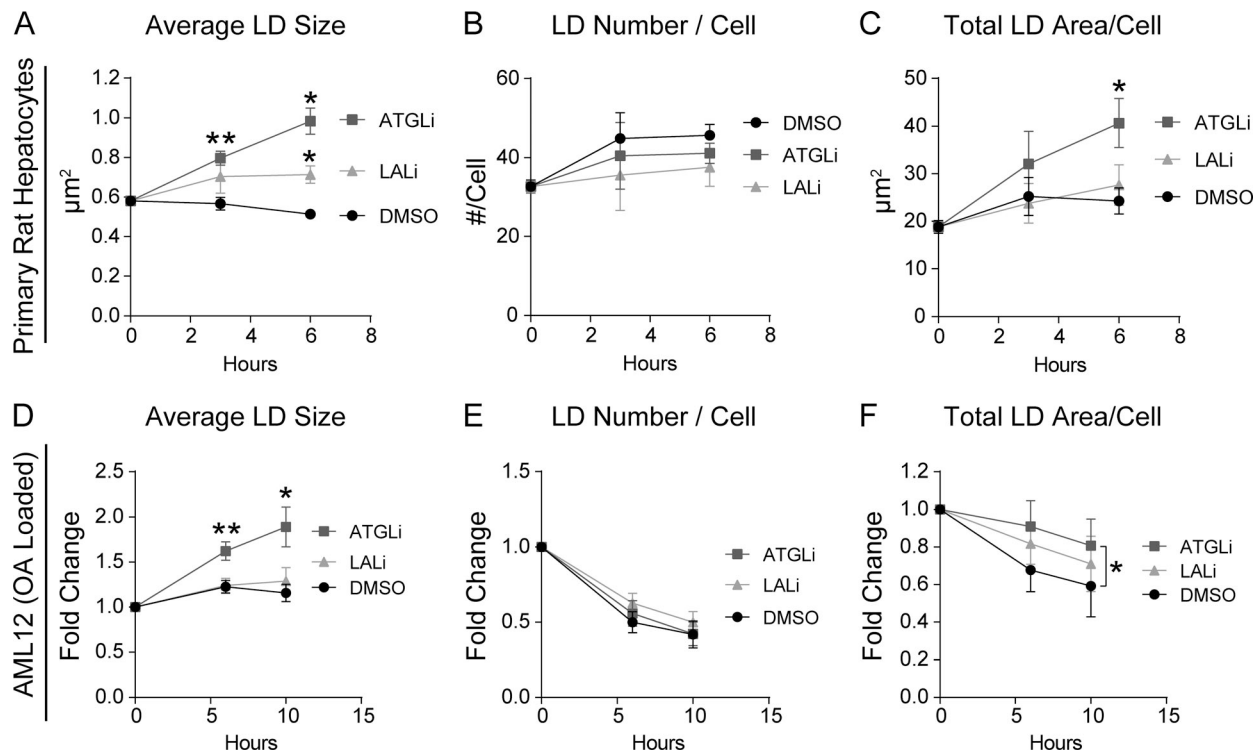 A Average LD Size
B LD Number / Cell
C Total LD Area/Cell
Primary Rat Hepatocytes
µm²
1.2
1.0
0.8
0.6
0.4
0.2
0.0
** * *
ATGLi
LALi
DMSO
0 2 4 6 8
Hours
#/Cell
60
40
20
0
DMSO
ATGLi
LALi
0 2 4 6 8
Hours
µm²
50
40
30
20
10
0
*
ATGLi
LALi
DMSO
0 2 4 6 8
Hours
D Average LD Size
E LD Number / Cell
F Total LD Area/Cell
AML12 (OA Loaded)
Fold Change
2.5
2.0
1.5
1.0
0.5
0.0
** *
ATGLi
LALi
DMSO
0 5 10 15
Hours
Fold Change
1.5
1.0
0.5
0.0
ATGLi
LALi
DMSO
0 5 10 15
Hours
Fold Change
1.2
1.0
0.8
0.6
0.4
0.2
0.0
ATGLi
LALi
DMSO
*
0 5 10 15
Hours